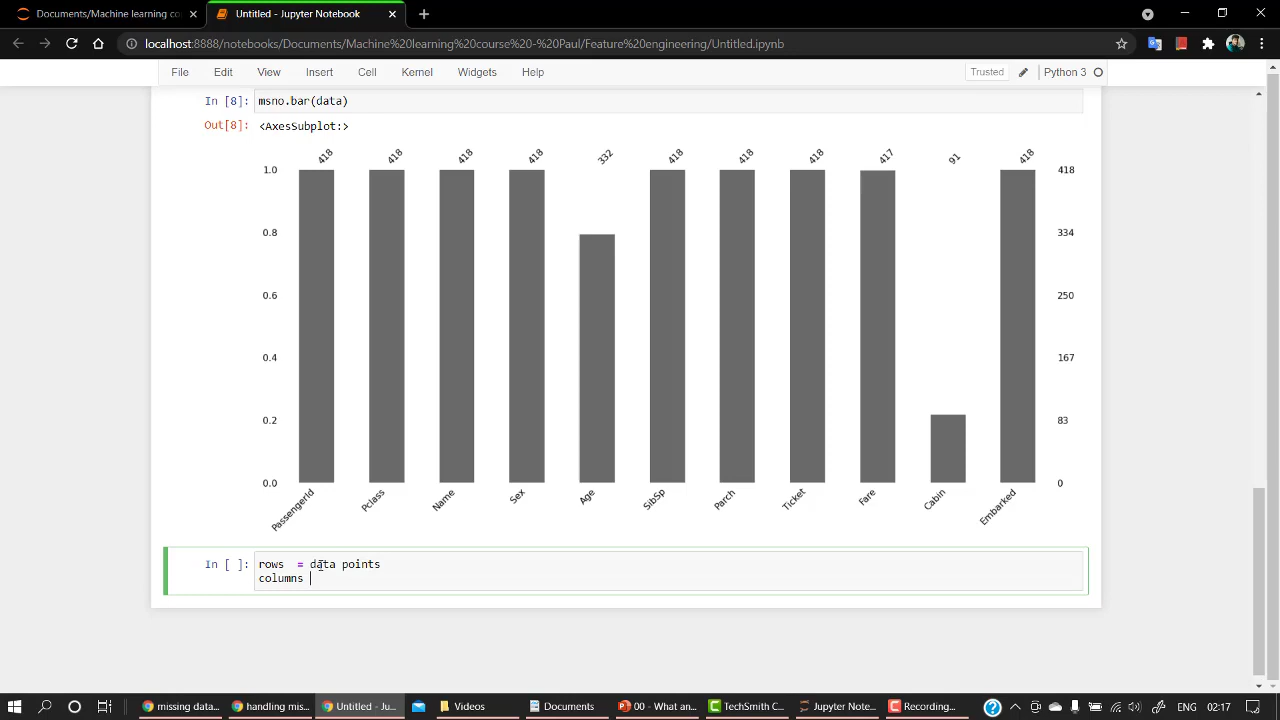 Documents/Machine learning co
Untitled - Jupyter Notebook
localhost:8888/notebooks/Documents/Machine%20learning%20course%20-%20Paul/Feature%20engineering/Untitled.ipynb
File Edit View Insert Cell Kernel Widgets Help
Trusted Python 3
In [8]: msno.bar(data)
Out[8]: <AxesSubplot:>
418 418 418 418 332 418 418 418 417 91 418
1.0 418
0.8 334
0.6 250
0.4 167
0.2 83
0.0 0
PassengerId Pclass Name Sex Age SibSp Parch Ticket Fare Cabin Embarked
In [ ]: rows = data points
columns
missing data...
handling mis...
Untitled - Ju...
Videos
Documents
00 - What an...
TechSmith C...
Jupyter Note...
Recording...
ENG 02:17